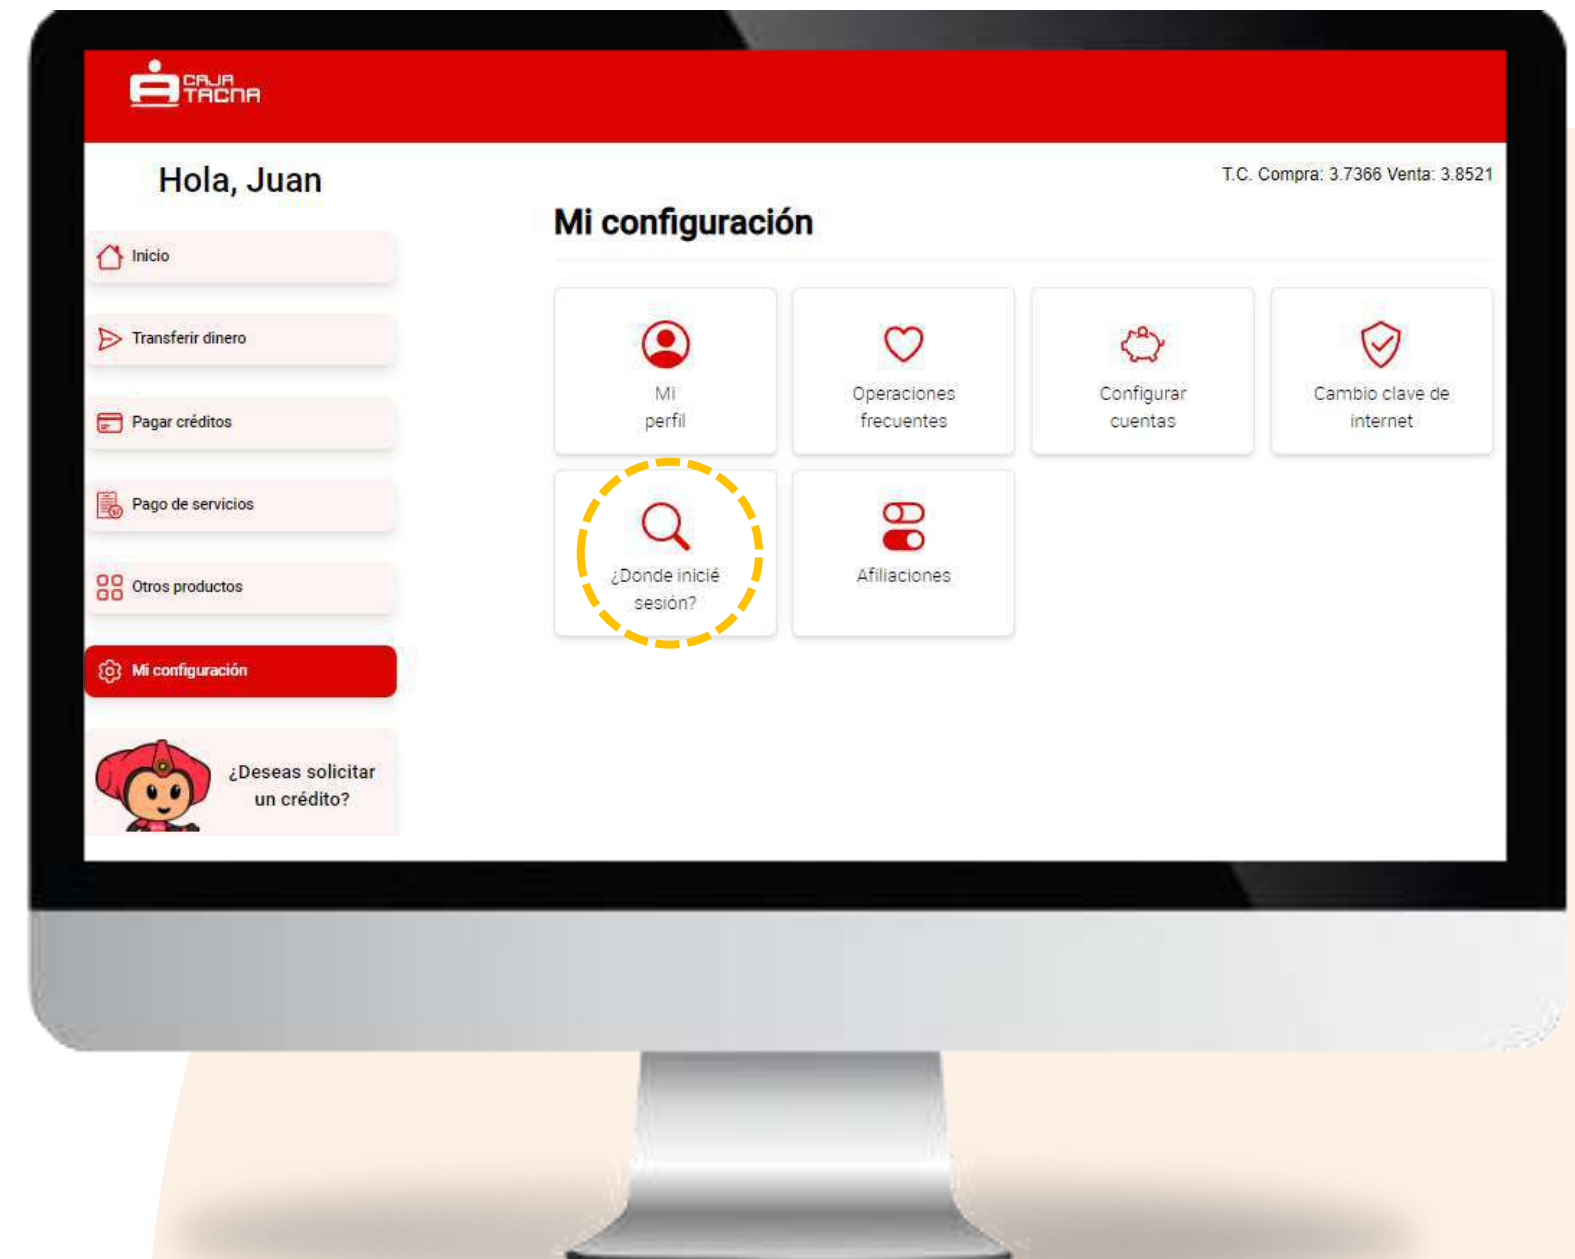 CAJA
TACNA
Hola, Juan
T.C. Compra: 3.7366 Venta: 3.8521
Mi configuración
Inicio
Transferir dinero
Pagar créditos
Pago de servicios
Otros productos
Mi configuración
Mi
perfil
Operaciones
frecuentes
Configurar
cuentas
Cambio clave de
internet
¿Donde inicié
sesión?
Afiliaciones
¿Deseas solicitar
un crédito?